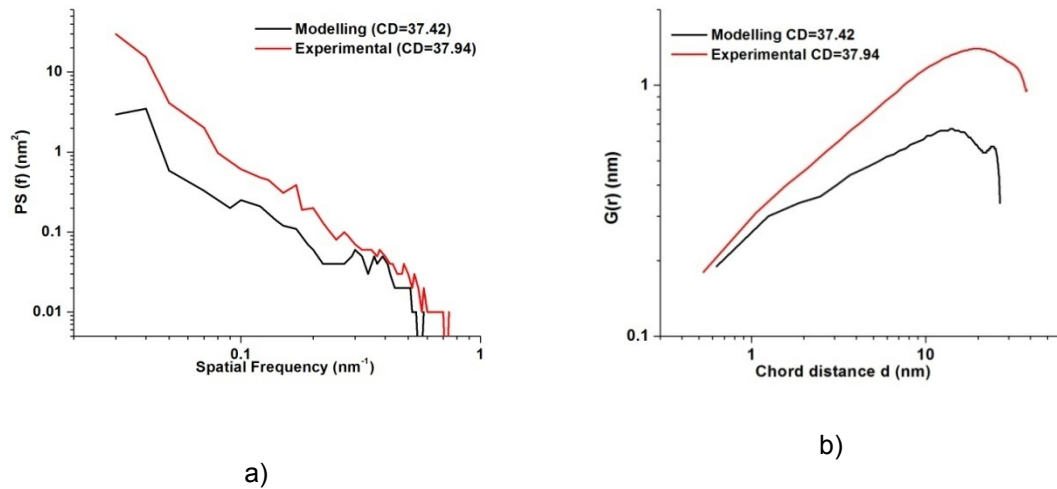 Modelling (CD=37.42)
Experimental (CD=37.94)
10
1
0.1
0.01
PS (f) (nm²)
0.1
1
Spatial Frequency (nm⁻¹)
a)
Modelling CD=37.42
Experimental CD=37.94
1
0.1
G(r) (nm)
1
10
Chord distance d (nm)
b)